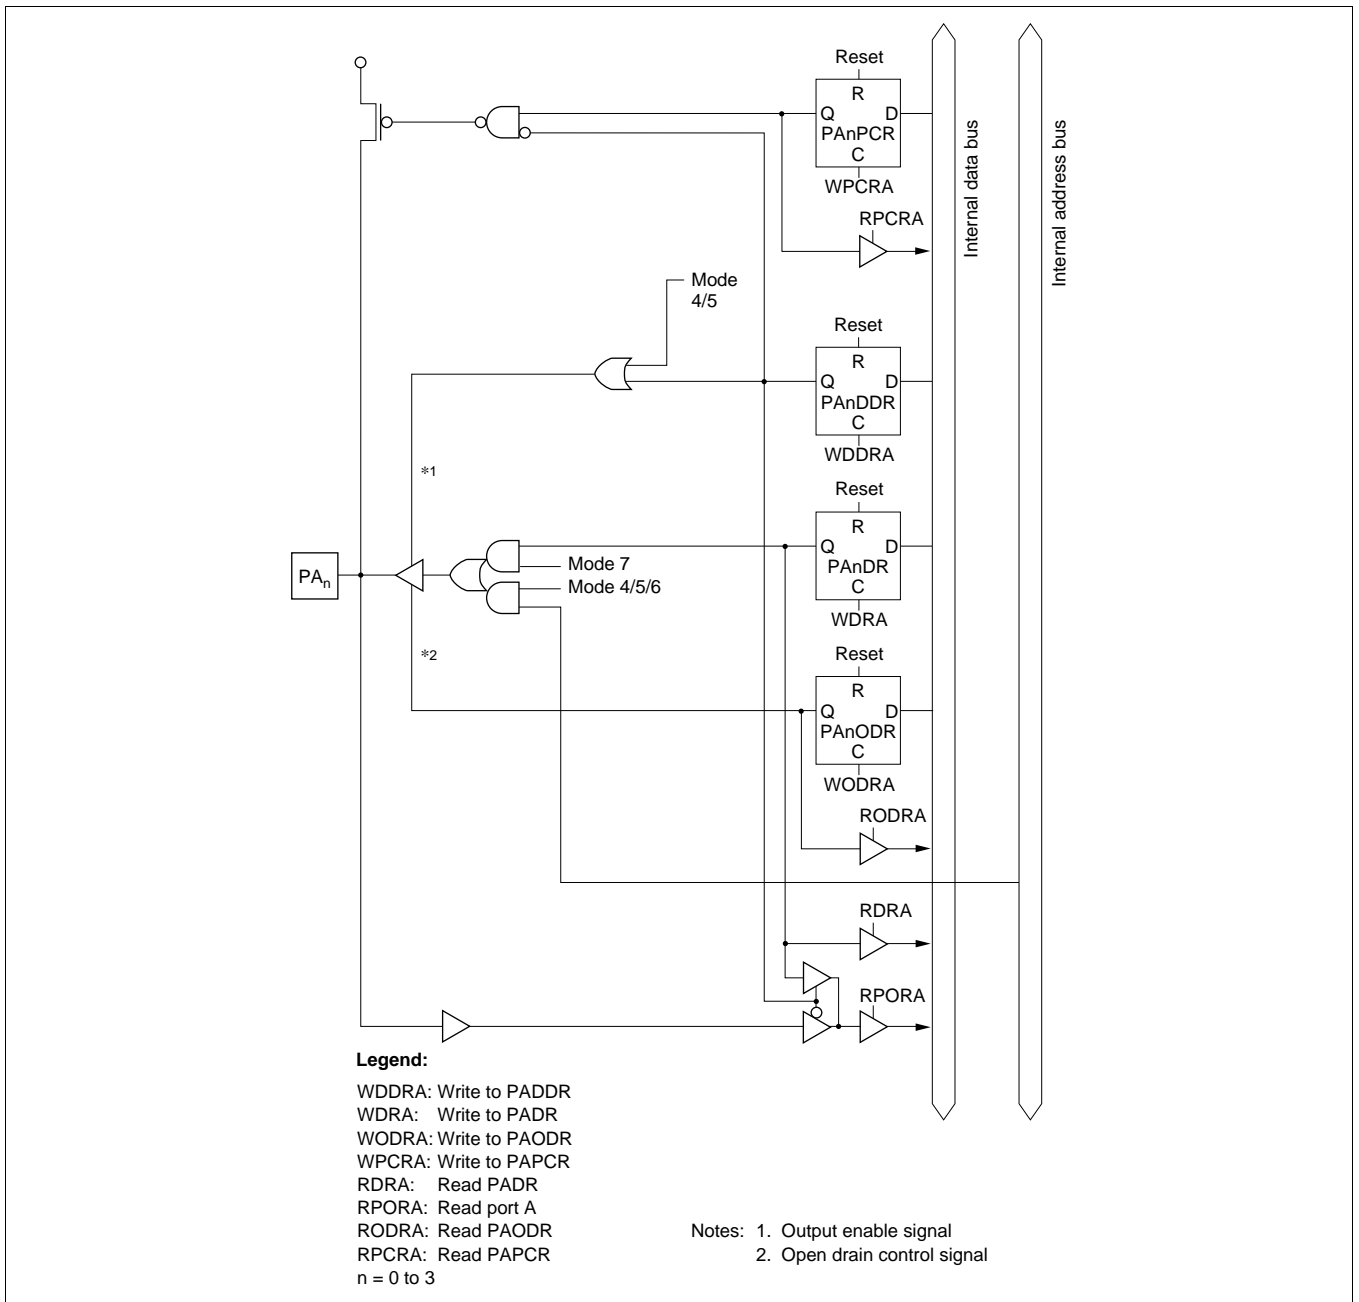 Reset
R
Q D
PAnPCR
C
WPCRA
RPCRA
Internal data bus
Internal address bus
Mode
4/5
Reset
R
Q D
PAnDDR
C
WDDRA
*1
Reset
R
Q D
PAnDR
C
WDRA
Mode 7
Mode 4/5/6
PAn
*2
Reset
R
Q D
PAnODR
C
WODRA
RODRA
RDRA
RPORA
Legend:
WDDRA: Write to PADDR
WDRA: Write to PADR
WODRA: Write to PAODR
WPCRA: Write to PAPCR
RDRA: Read PADR
RPORA: Read port A
RODRA: Read PAODR
RPCRA: Read PAPCR
n = 0 to 3
Notes: 1. Output enable signal
2. Open drain control signal